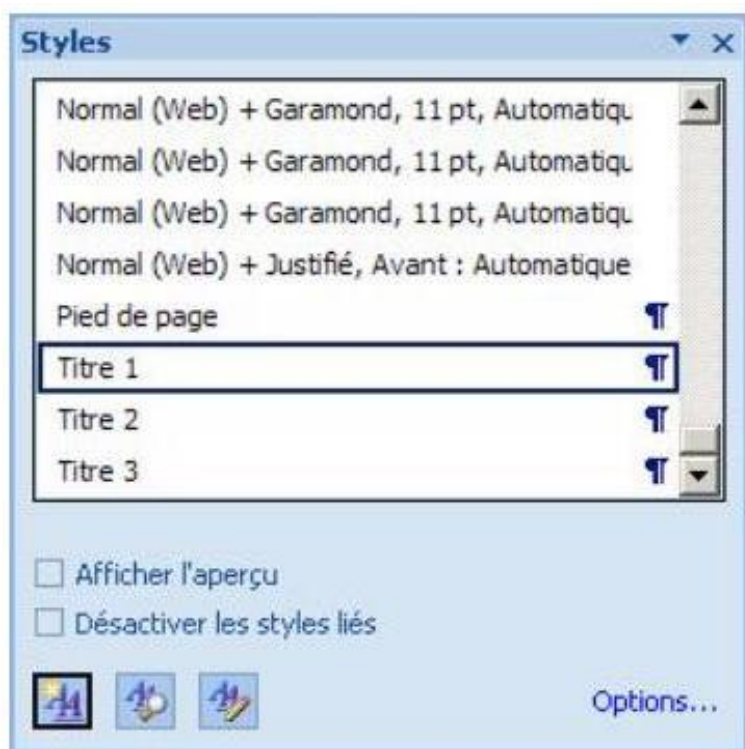 Styles
Normal (Web) + Garamond, 11 pt, Automatiqu
Normal (Web) + Garamond, 11 pt, Automatiqu
Normal (Web) + Garamond, 11 pt, Automatiqu
Normal (Web) + Justifié, Avant : Automatique
Pied de page ¶
Titre 1 ¶
Titre 2 ¶
Titre 3 ¶
Afficher l'aperçu
Désactiver les styles liés
Options...